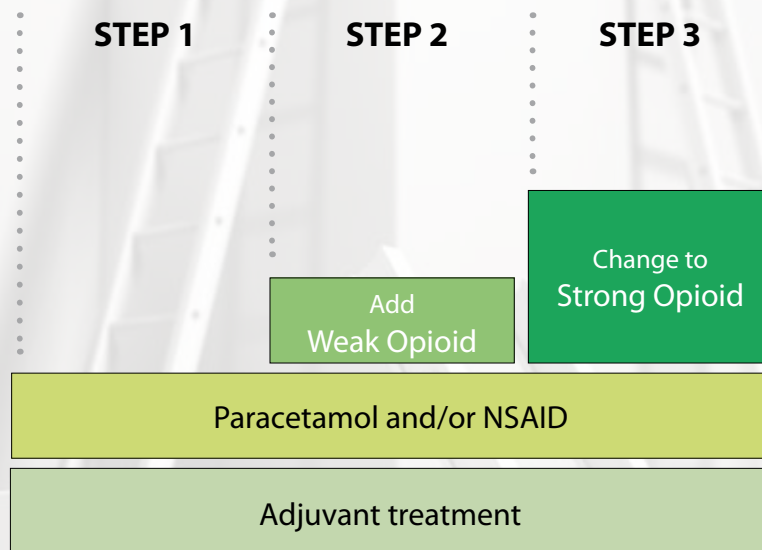 STEP 1
STEP 2
STEP 3
Change to
Strong Opioid
Add
Weak Opioid
Paracetamol and/or NSAID
Adjuvant treatment